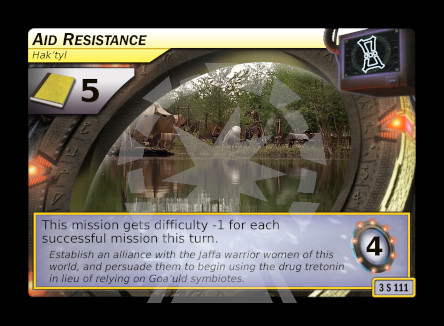 AID RESISTANCE
Hak'tyl
5
This mission gets difficulty -1 for each
successful mission this turn.
Establish an alliance with the Jaffa warrior women of this
world, and persuade them to begin using the drug tretonin
in lieu of relying on Goa'uld symbiotes.
4
3 S 111